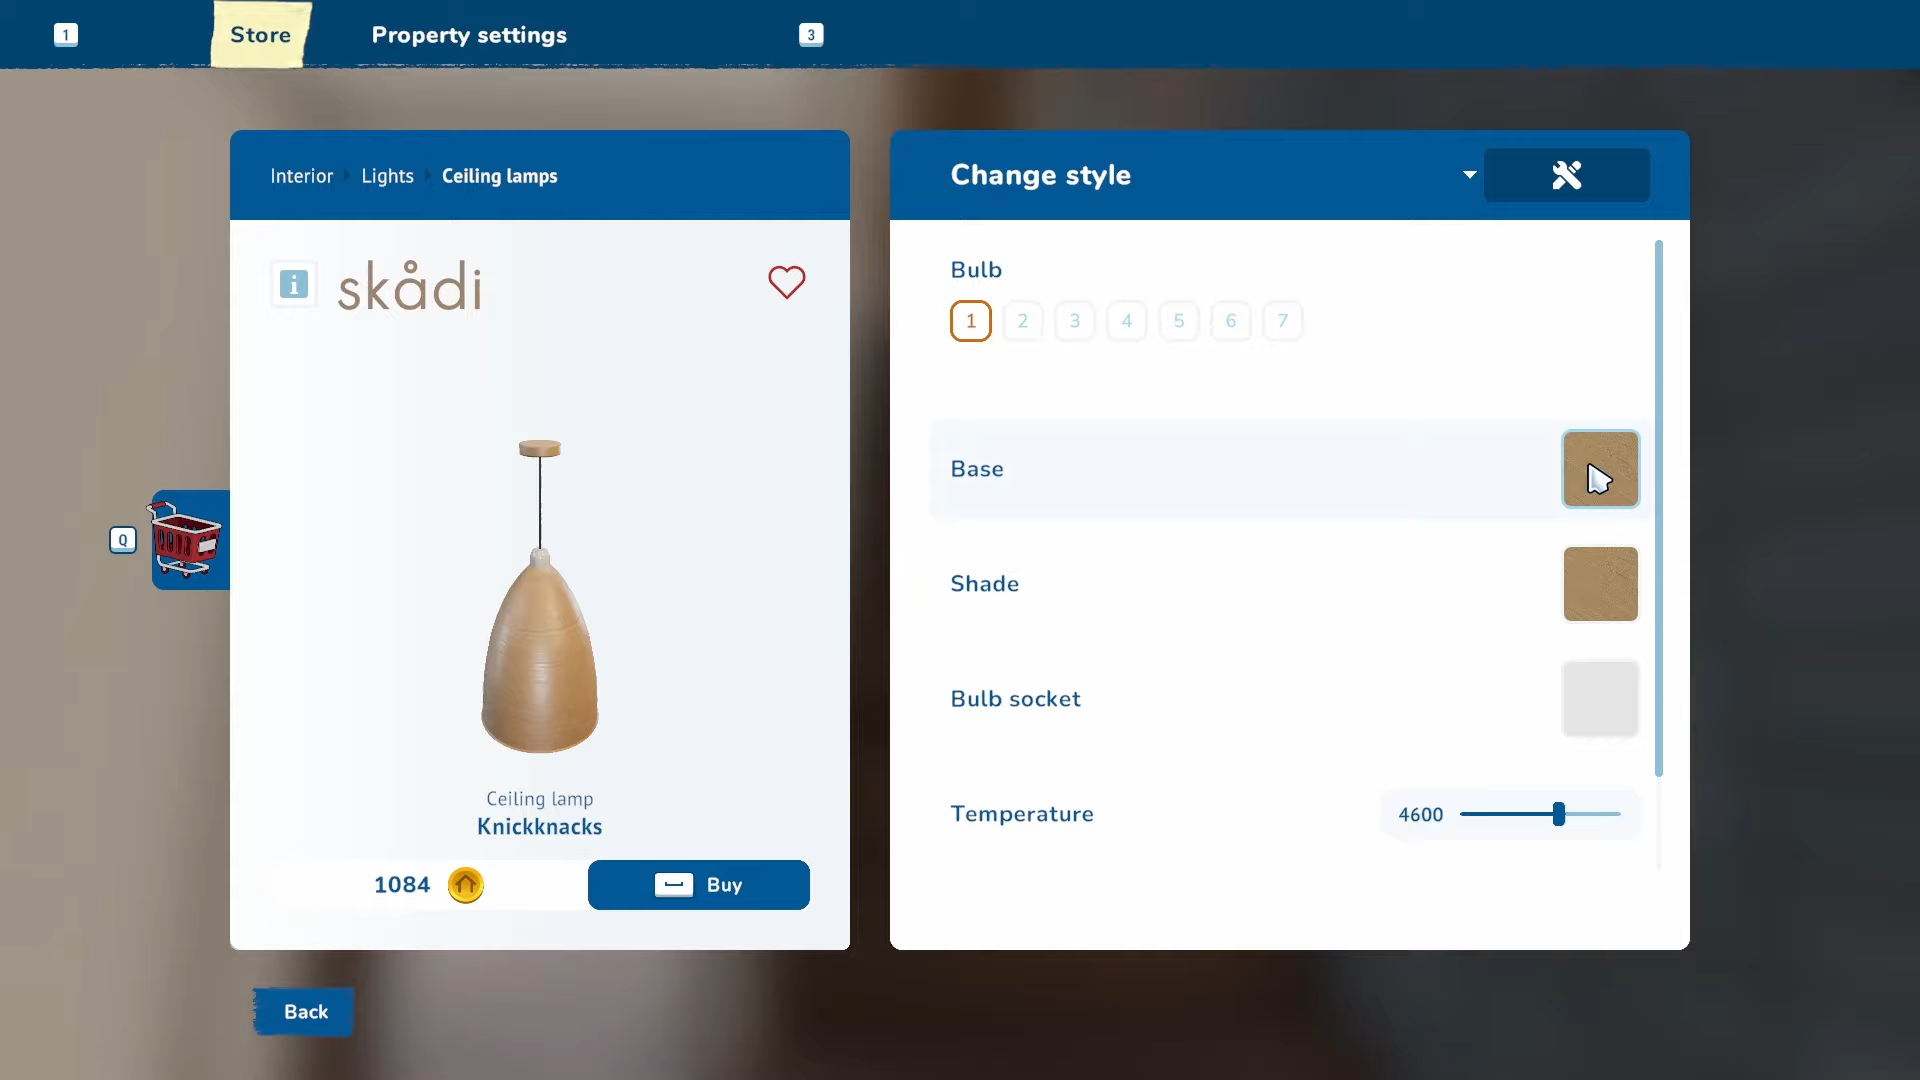 1
Store
Property settings
3
Interior Lights Ceiling lamps
i skådi
Ceiling lamp
Knickknacks
1084
Buy
Q
Back
Change style
Bulb
1 2 3 4 5 6 7
Base
Shade
Bulb socket
Temperature 4600